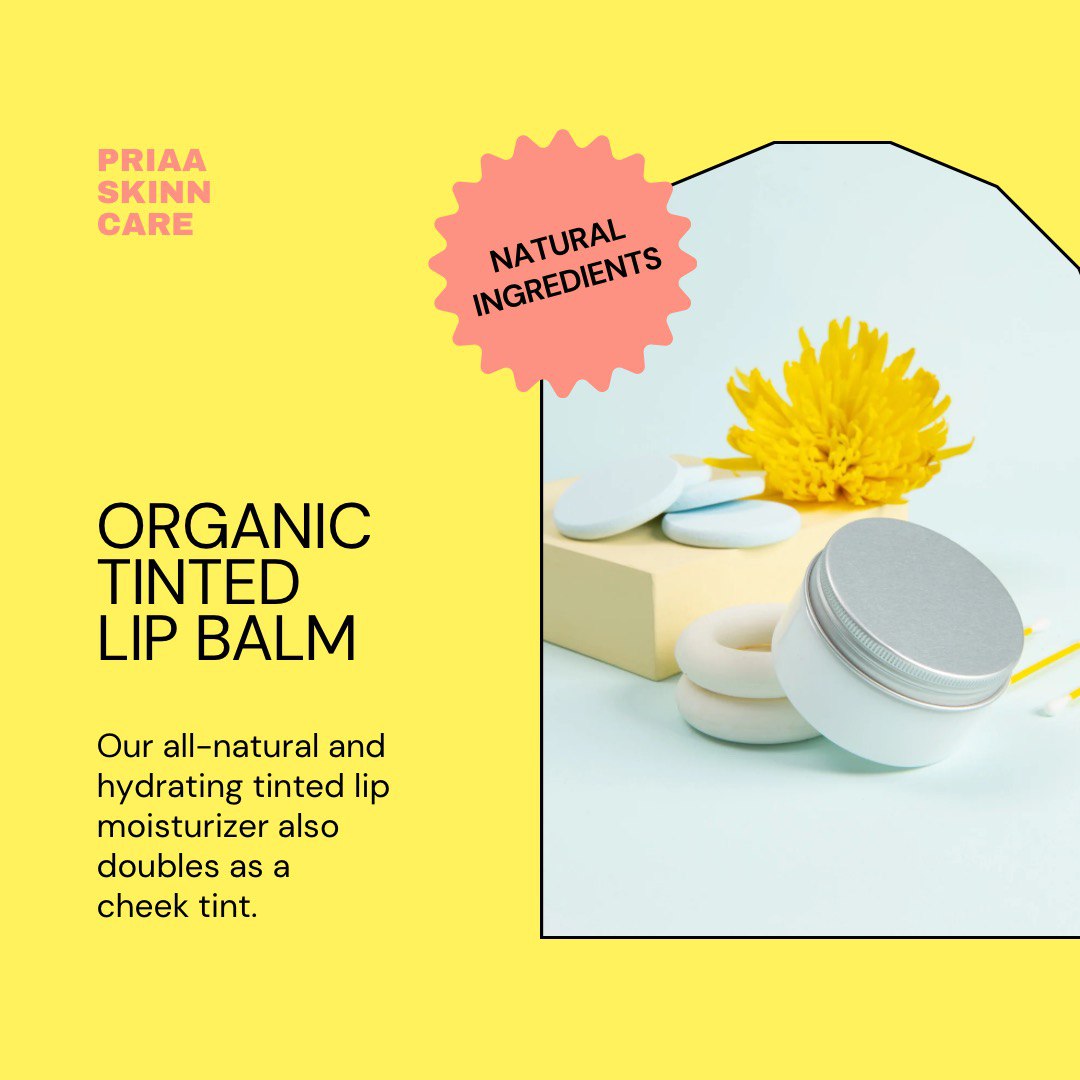 PRIAA
SKINN
CARE
NATURAL
INGREDIENTS
ORGANIC
TINTED
LIP BALM
Our all-natural and
hydrating tinted lip
moisturizer also
doubles as a
cheek tint.